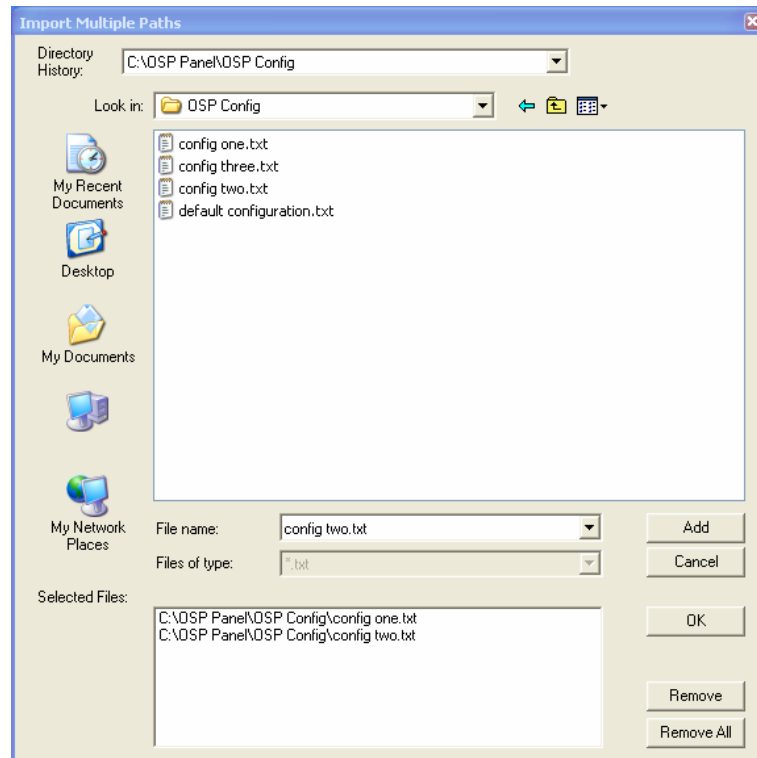 Import Multiple Paths
Directory
History:
C:\OSP Panel\OSP Config
Look in:
OSP Config
config one.txt
config three.txt
config two.txt
default configuration.txt
My Recent
Documents
Desktop
My Documents
My Network
Places
File name:
config two.txt
Add
Files of type:
*.txt
Cancel
Selected Files:
C:\OSP Panel\OSP Config\config one.txt
C:\OSP Panel\OSP Config\config two.txt
OK
Remove
Remove All